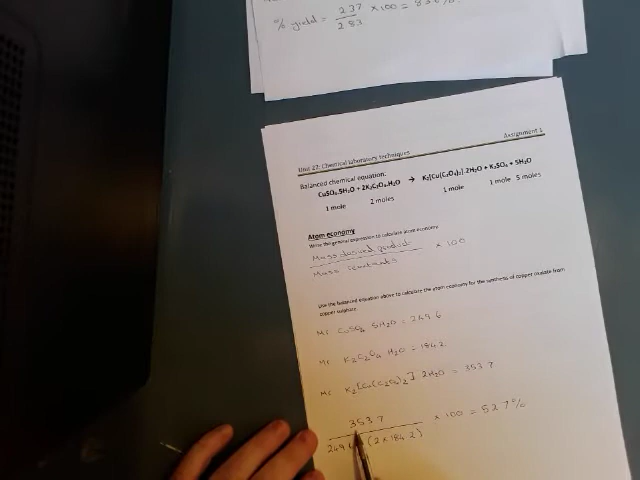 % yield = 237 x 100 = 83
283
Unit 27: Chemical laboratory techniques
Assignment 1
Balanced chemical equation:
CuSO₄.5H₂O + 2K₂C₂O₄.H₂O → K₂[Cu(C₂O₄)₂].2H₂O + K₂SO₄ + 5H₂O
1 mole 2 moles 1 mole 1 mole 5 moles
Atom economy
Write the general expression to calculate atom economy
Mass desired product x 100
Mass reactants
Use the balanced equation above to calculate the atom economy for the synthesis of copper oxalate from
copper sulphate
Mr CuSO₄ 5H₂O = 249.6
Mr K₂C₂O₄ H₂O = 184.2
Mr K₂[Cu(C₂O₄)₂] 2H₂O = 353.7
353.7 x 100 = 52.7%
249.6 (2 x 184.2)